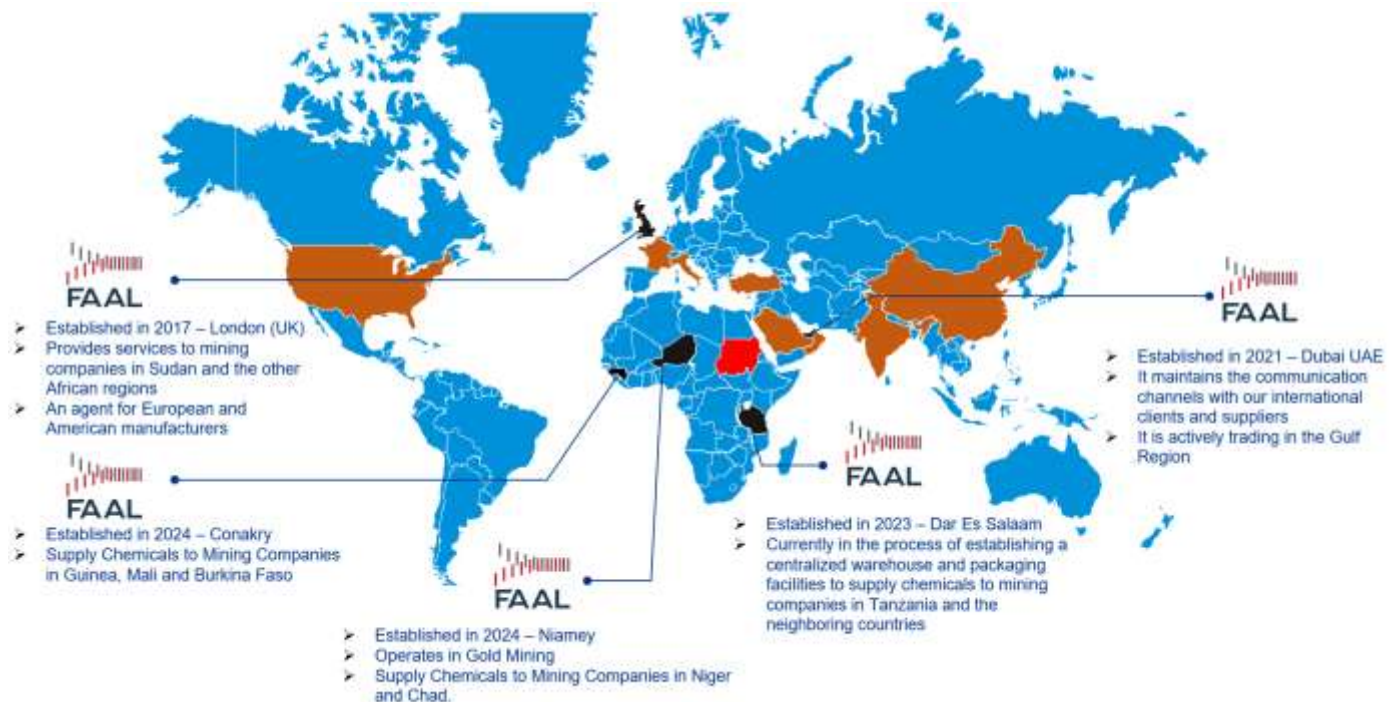 FAAL
Established in 2017 – London (UK)
Provides services to mining
companies in Sudan and the other
African regions
An agent for European and
American manufacturers
FAAL
Established in 2024 – Conakry
Supply Chemicals to Mining Companies
in Guinea, Mali and Burkina Faso
FAAL
Established in 2024 – Niamey
Operates in Gold Mining
Supply Chemicals to Mining Companies in Niger
and Chad.
FAAL
Established in 2023 – Dar Es Salaam
Currently in the process of establishing a
centralized warehouse and packaging
facilities to supply chemicals to mining
companies in Tanzania and the
neighboring countries
FAAL
Established in 2021 – Dubai UAE
It maintains the communication
channels with our international
clients and suppliers
It is actively trading in the Gulf
Region